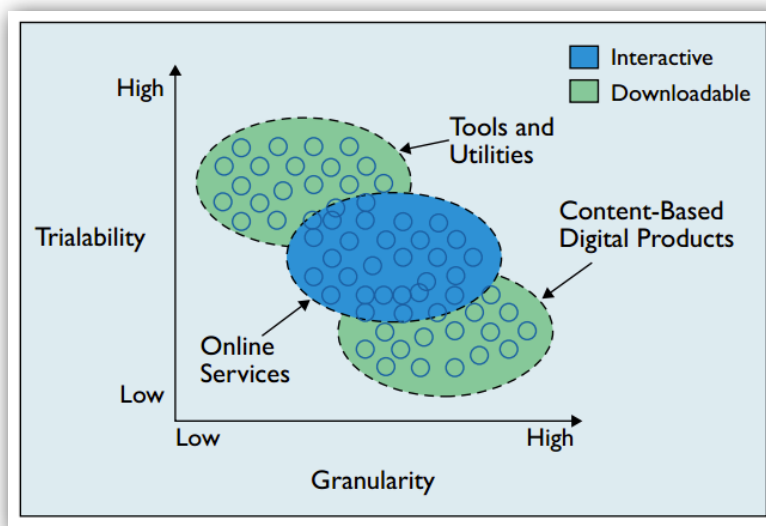 Interactive
Downloadable
High
Tools and
Utilities
Content-Based
Digital Products
Trialability
Online
Services
Low
Low
High
Granularity